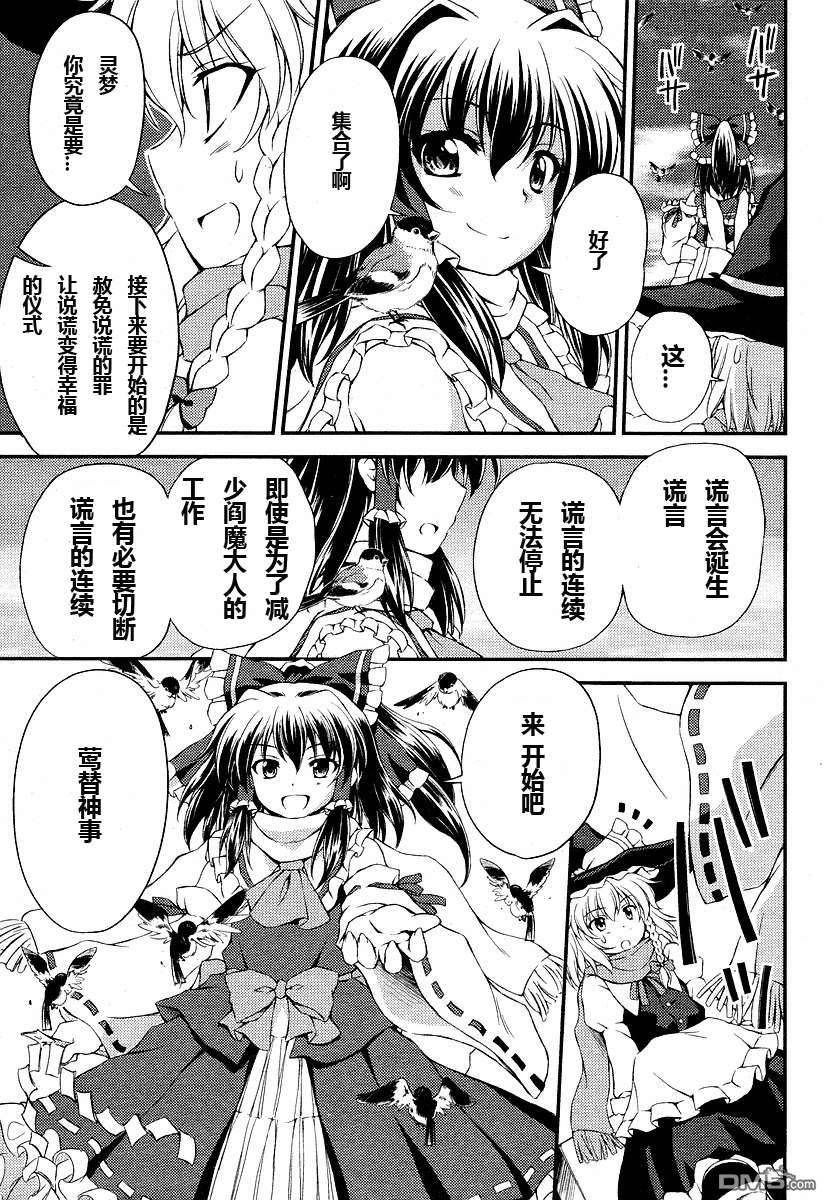 这…
好了
集合了啊
灵梦
你究竟是要…
接下来要开始的是
赦免说谎的罪
让说谎变得幸福
的仪式
谎言会诞生
谎言
谎言的连续
无法停止
即使是为了减
少阎魔大人的
工作
也有必要切断
谎言的连续
来 开始吧
莺替神事
DM5.com